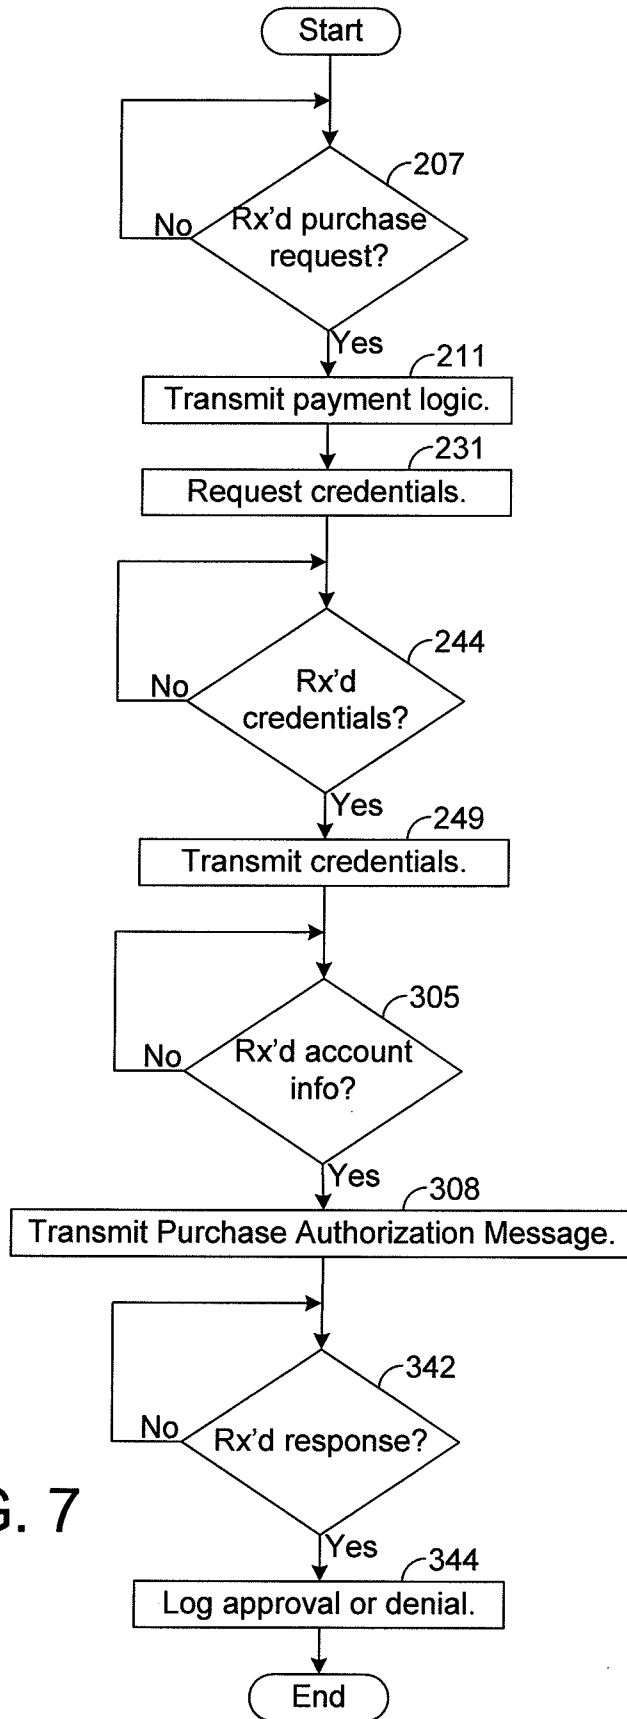 Start
207
Rx'd purchase
request?
No
Yes
211
Transmit payment logic.
231
Request credentials.
244
Rx'd
credentials?
No
Yes
249
Transmit credentials.
305
Rx'd account
info?
No
Yes
308
Transmit Purchase Authorization Message.
342
Rx'd response?
No
G. 7
Yes
344
Log approval or denial.
End